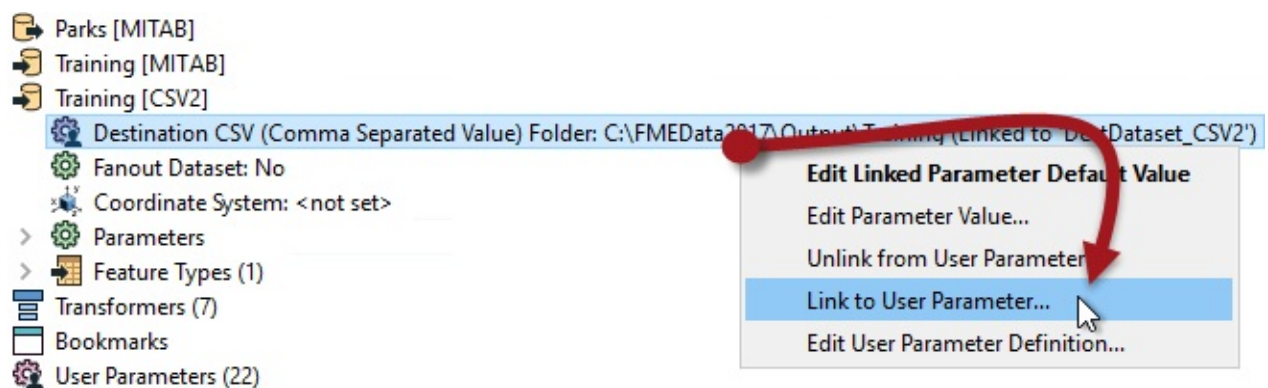 Parks [MITAB]
Training [MITAB]
Training [CSV2]
Destination CSV (Comma Separated Value) Folder: C:\FMEData2017\Output\Training (Linked to 'DestDataset_CSV2')
Fanout Dataset: No
Coordinate System: <not set>
Parameters
Feature Types (1)
Transformers (7)
Bookmarks
User Parameters (22)
Edit Linked Parameter Default Value
Edit Parameter Value...
Unlink from User Parameter
Link to User Parameter...
Edit User Parameter Definition...